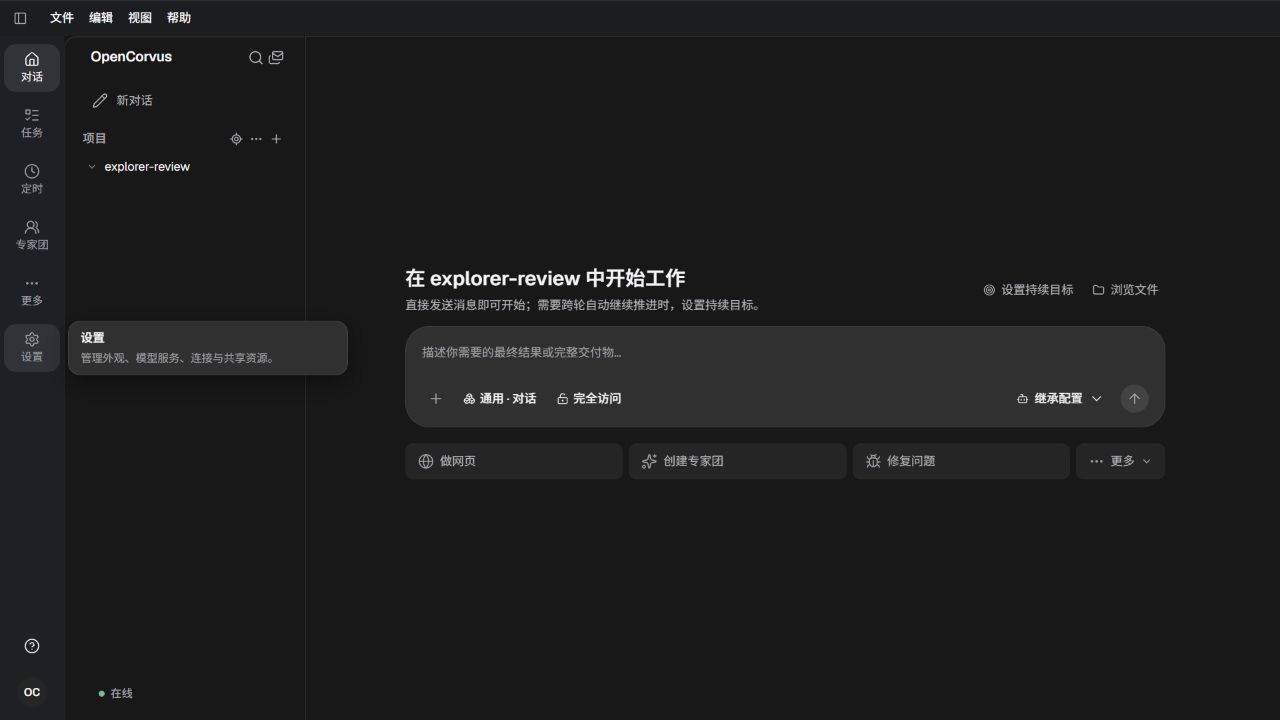 文件 编辑 视图 帮助
对话
任务
定时
专家团
更多
设置
OC
OpenCorvus
新对话
项目
explorer-review
设置
管理外观、模型服务、连接与共享资源。
在线
在 explorer-review 中开始工作
直接发送消息即可开始；需要跨轮自动继续推进时，设置持续目标。
设置持续目标 浏览文件
描述你需要的最终结果或完整交付物...
通用 · 对话 完全访问 继承配置
做网页 创建专家团 修复问题 更多